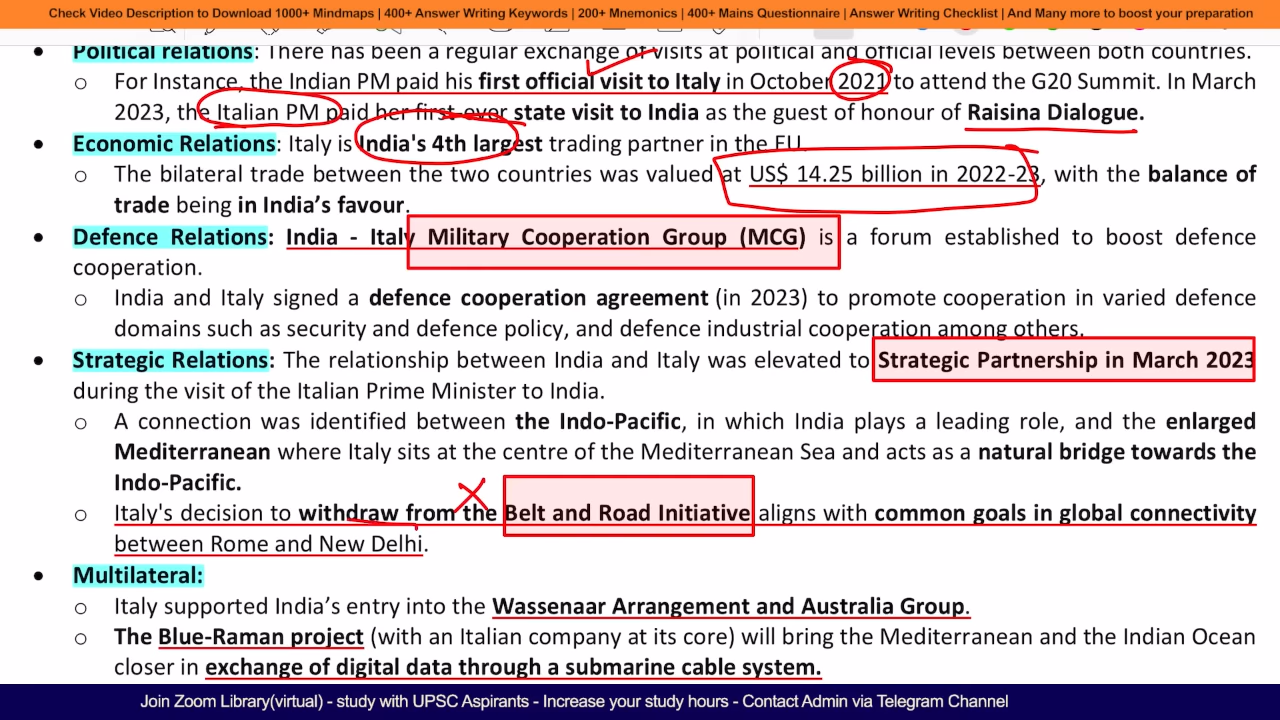 Check Video Description to Download 1000+ Mindmaps | 400+ Answer Writing Keywords | 200+ Mnemonics | 400+ Mains Questionnaire | Answer Writing Checklist | And Many more to boost your preparation
• Political relations: There has been a regular exchange of visits at political and official levels between both countries.
o For Instance, the Indian PM paid his first official visit to Italy in October 2021 to attend the G20 Summit. In March
2023, the Italian PM paid her first-ever state visit to India as the guest of honour of Raisina Dialogue.
• Economic Relations: Italy is India's 4th largest trading partner in the EU.
o The bilateral trade between the two countries was valued at US$ 14.25 billion in 2022-23, with the balance of
trade being in India’s favour.
• Defence Relations: India - Italy Military Cooperation Group (MCG) is a forum established to boost defence
cooperation.
o India and Italy signed a defence cooperation agreement (in 2023) to promote cooperation in varied defence
domains such as security and defence policy, and defence industrial cooperation among others.
• Strategic Relations: The relationship between India and Italy was elevated to Strategic Partnership in March 2023
during the visit of the Italian Prime Minister to India.
o A connection was identified between the Indo-Pacific, in which India plays a leading role, and the enlarged
Mediterranean where Italy sits at the centre of the Mediterranean Sea and acts as a natural bridge towards the
Indo-Pacific.
o Italy's decision to withdraw from the Belt and Road Initiative aligns with common goals in global connectivity
between Rome and New Delhi.
• Multilateral:
o Italy supported India’s entry into the Wassenaar Arrangement and Australia Group.
o The Blue-Raman project (with an Italian company at its core) will bring the Mediterranean and the Indian Ocean
closer in exchange of digital data through a submarine cable system.
Join Zoom Library(virtual) - study with UPSC Aspirants - Increase your study hours - Contact Admin via Telegram Channel